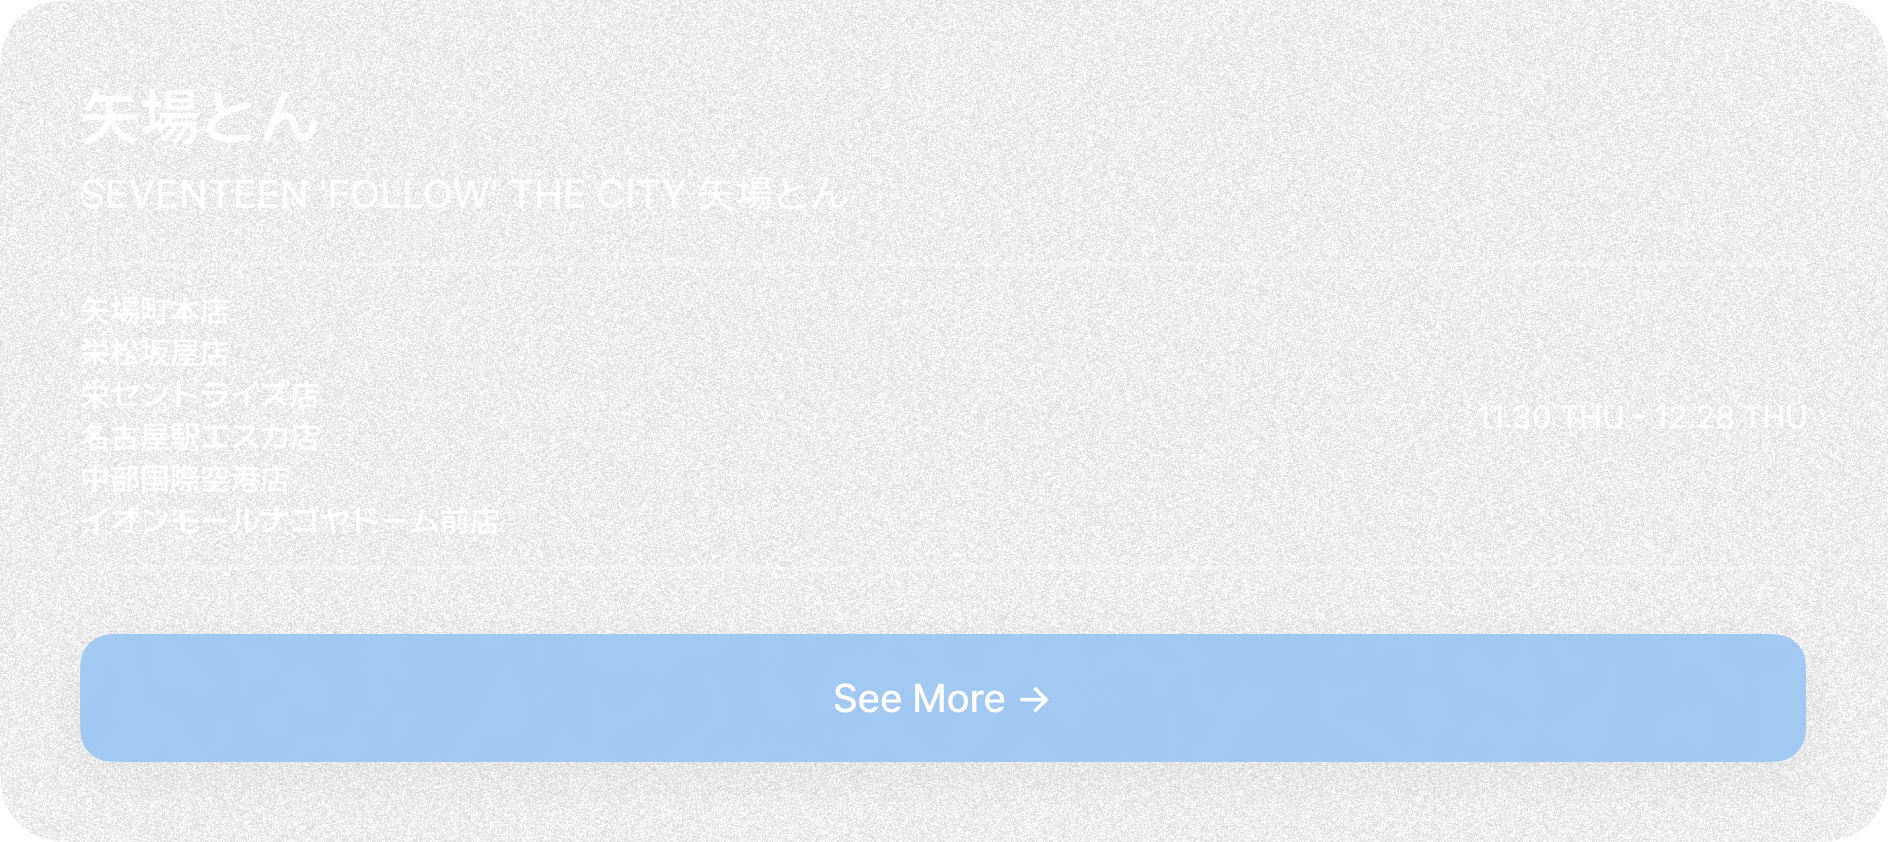 矢場とん
SEVENTEEN 'FOLLOW' THE CITY 矢場とん
矢場町本店
栄松坂屋店
栄セントライズ店
名古屋駅エスカ店
中部国際空港店
イオンモールナゴヤドーム前店
11.30 THU - 12.28 THU
See More →